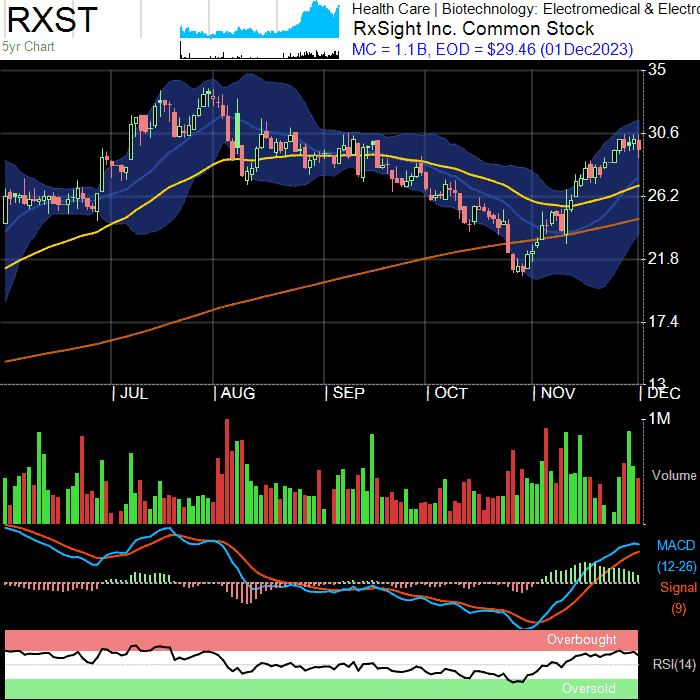 RXST
5yr Chart
Health Care | Biotechnology: Electromedical & Electro
RxSight Inc. Common Stock
MC = 1.1B, EOD = $29.46 (01Dec2023)
35
30.6
26.2
21.8
17.4
13
JUL AUG SEP OCT NOV DEC
1M
Volume
MACD
(12-26)
Signal
(9)
Overbought
RSI(14)
Oversold